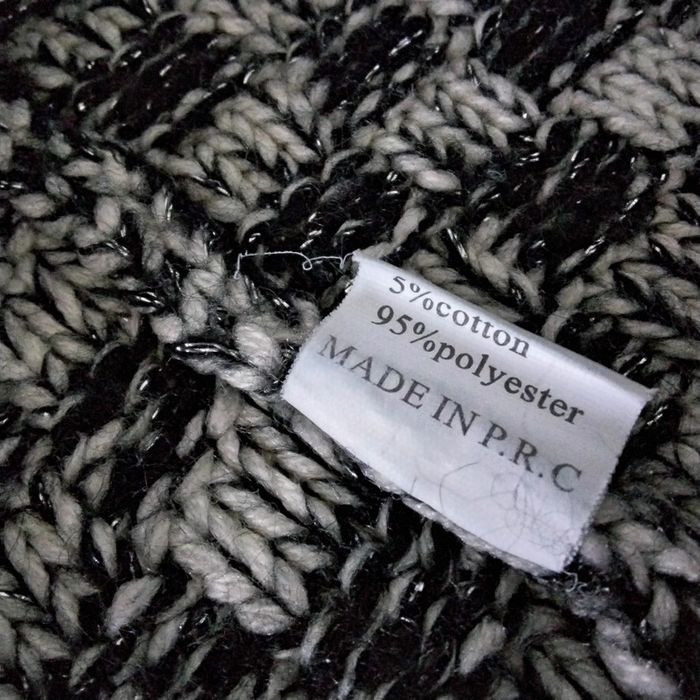 5%cotton
95%polyester
MADE IN P.R.C